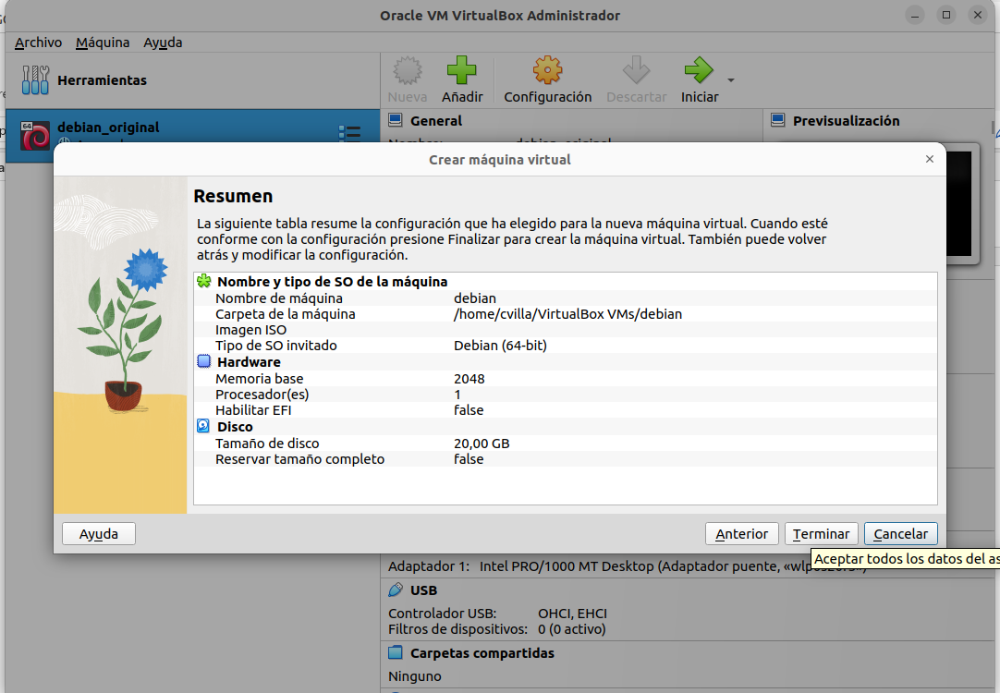 Oracle VM VirtualBox Administrador
Archivo Máquina Ayuda
Herramientas
Nueva Añadir Configuración Descartar Iniciar
64 debian_original
General
Previsualización
Crear máquina virtual
Resumen
La siguiente tabla resume la configuración que ha elegido para la nueva máquina virtual. Cuando esté
conforme con la configuración presione Finalizar para crear la máquina virtual. También puede volver
atrás y modificar la configuración.
Nombre y tipo de SO de la máquina
Nombre de máquina debian
Carpeta de la máquina /home/cvilla/VirtualBox VMs/debian
Imagen ISO
Tipo de SO invitado Debian (64-bit)
Hardware
Memoria base 2048
Procesador(es) 1
Habilitar EFI false
Disco
Tamaño de disco 20,00 GB
Reservar tamaño completo false
Ayuda Anterior Terminar Cancelar
Aceptar todos los datos del as
Adaptador 1: Intel PRO/1000 MT Desktop (Adaptador puente,
USB
Controlador USB: OHCI, EHCI
Filtros de dispositivos: 0 (0 activo)
Carpetas compartidas
Ninguno